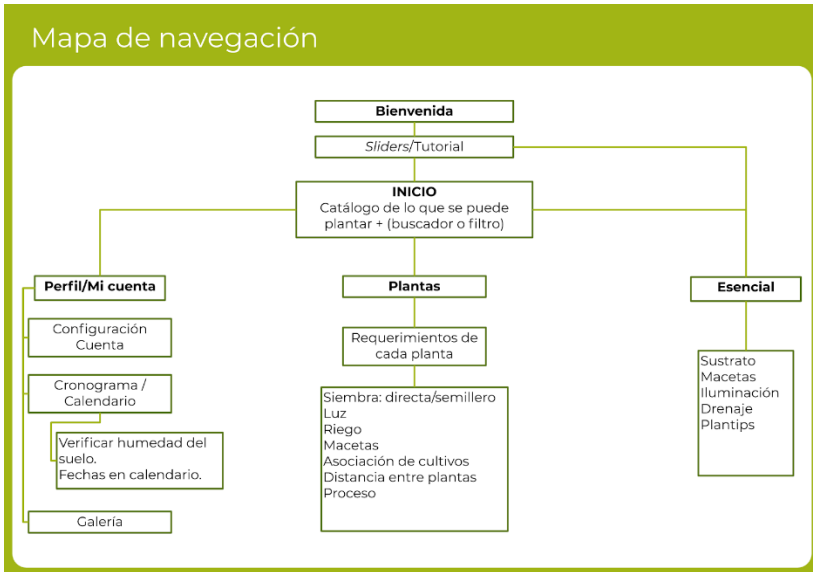 Mapa de navegación
Bienvenida
Sliders/Tutorial
INICIO
Catálogo de lo que se puede
plantar + (buscador o filtro)
Perfil/Mi cuenta
Configuración
Cuenta
Cronograma /
Calendario
Verificar humedad del
suelo.
Fechas en calendario.
Galería
Plantas
Requerimientos de
cada planta
Siembra: directa/semillero
Luz
Riego
Macetas
Asociación de cultivos
Distancia entre plantas
Proceso
Esencial
Sustrato
Macetas
Iluminación
Drenaje
Plantips